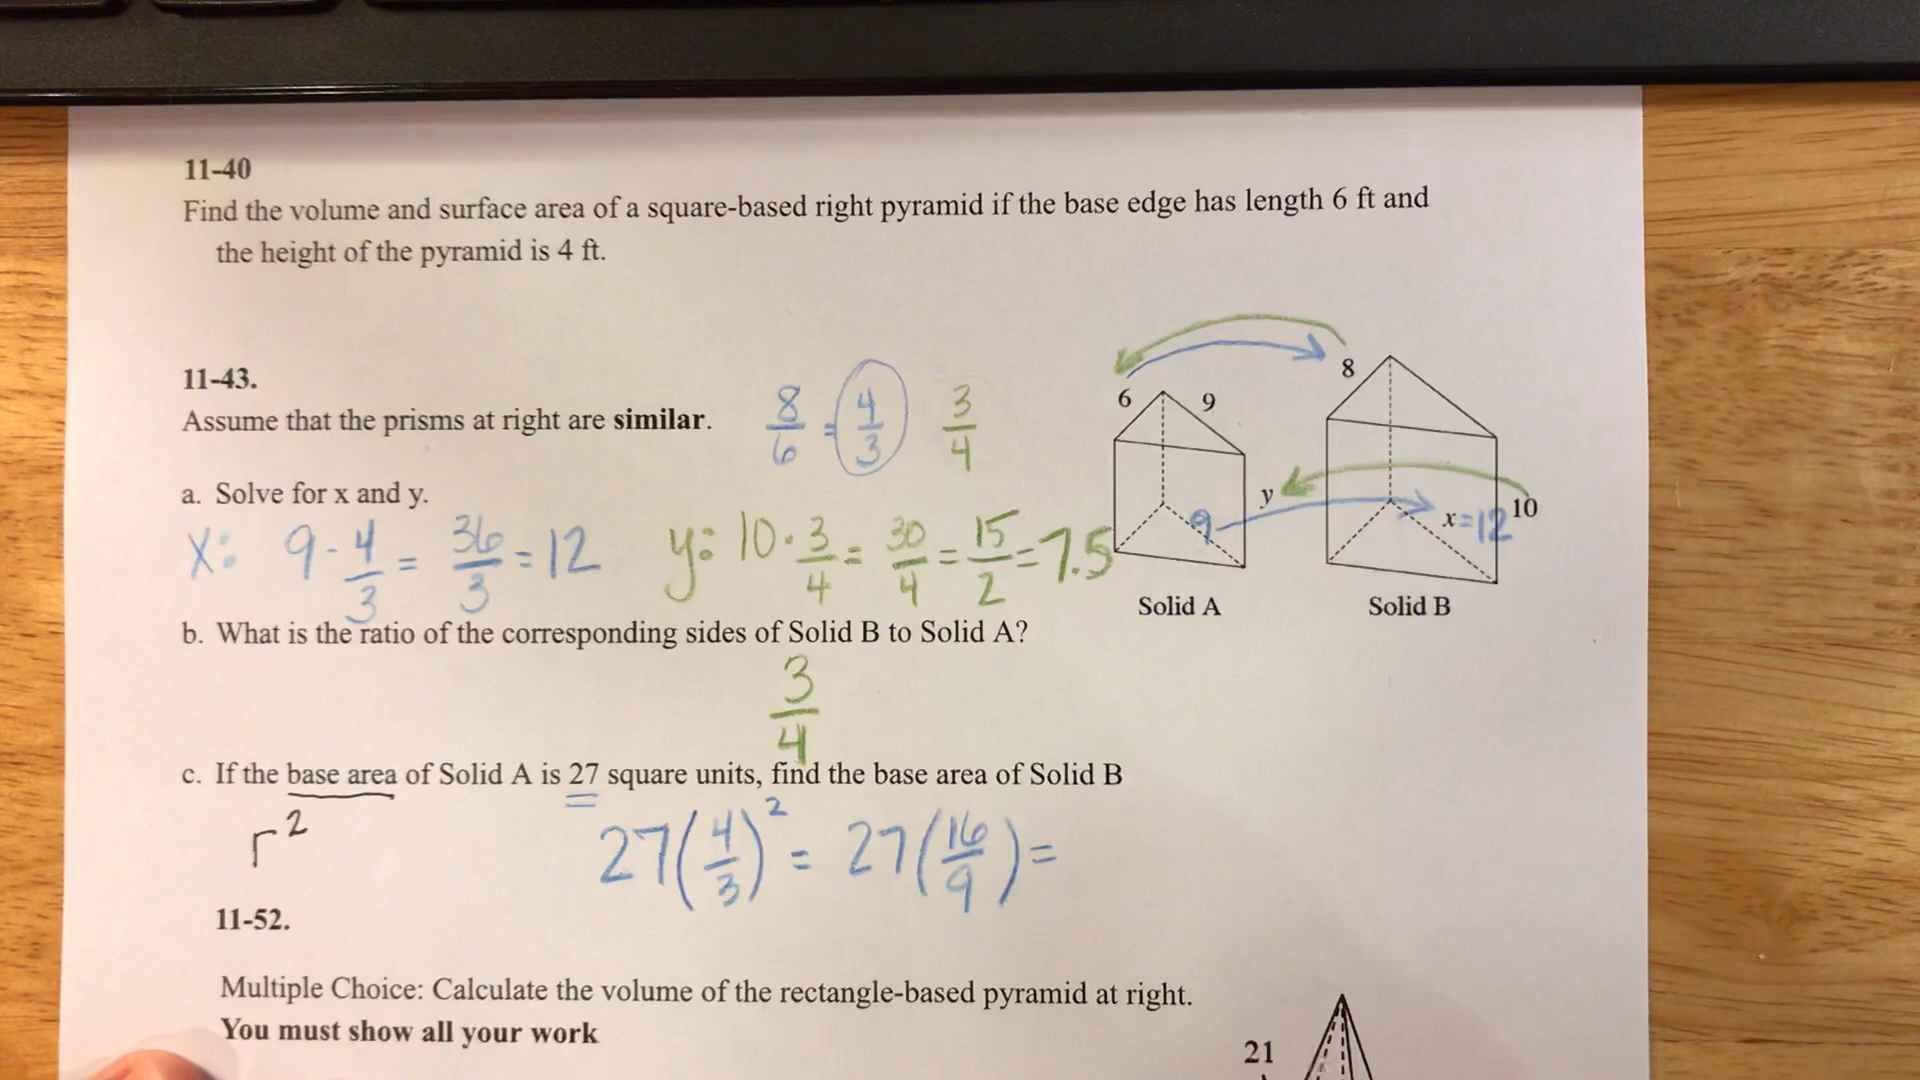 11-40
Find the volume and surface area of a square-based right pyramid if the base edge has length 6 ft and
the height of the pyramid is 4 ft.
11-43.
Assume that the prisms at right are similar.
8/6 = 4/3 3/4
6 9 8
a. Solve for x and y.
x: 9 · 4/3 = 36/3 = 12 y: 10 · 3/4 = 30/4 = 15/2 = 7.5
9 y x=12 10
Solid A Solid B
b. What is the ratio of the corresponding sides of Solid B to Solid A?
3/4
c. If the base area of Solid A is 27 square units, find the base area of Solid B
r² 27(4/3)² = 27(16/9) =
11-52.
Multiple Choice: Calculate the volume of the rectangle-based pyramid at right.
You must show all your work
21